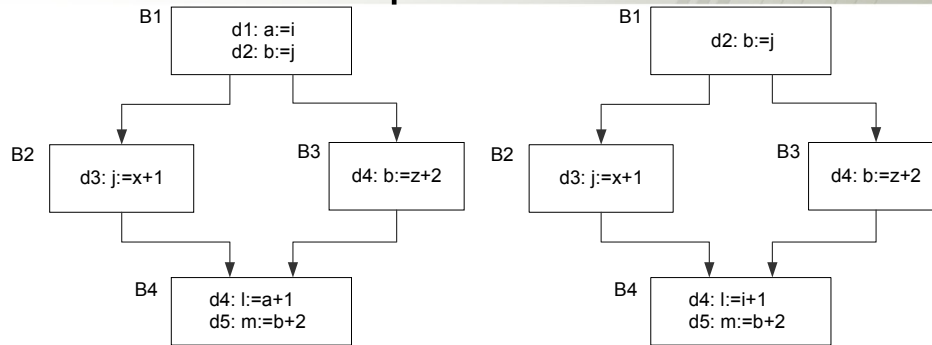 B1
d1: a:=i
d2: b:=j
B2
d3: j:=x+1
B3
d4: b:=z+2
B4
d4: l:=a+1
d5: m:=b+2
B1
d2: b:=j
B2
d3: j:=x+1
B3
d4: b:=z+2
B4
d4: l:=i+1
d5: m:=b+2